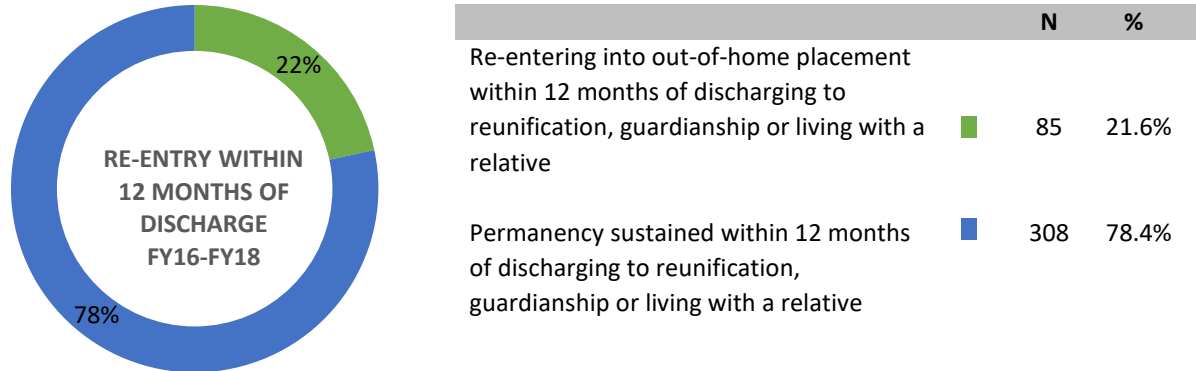 22%
RE-ENTRY WITHIN
12 MONTHS OF
DISCHARGE
FY16-FY18
78%
N %
Re-entering into out-of-home placement
within 12 months of discharging to
reunification, guardianship or living with a
relative
85 21.6%
Permanency sustained within 12 months
of discharging to reunification,
guardianship or living with a relative
308 78.4%